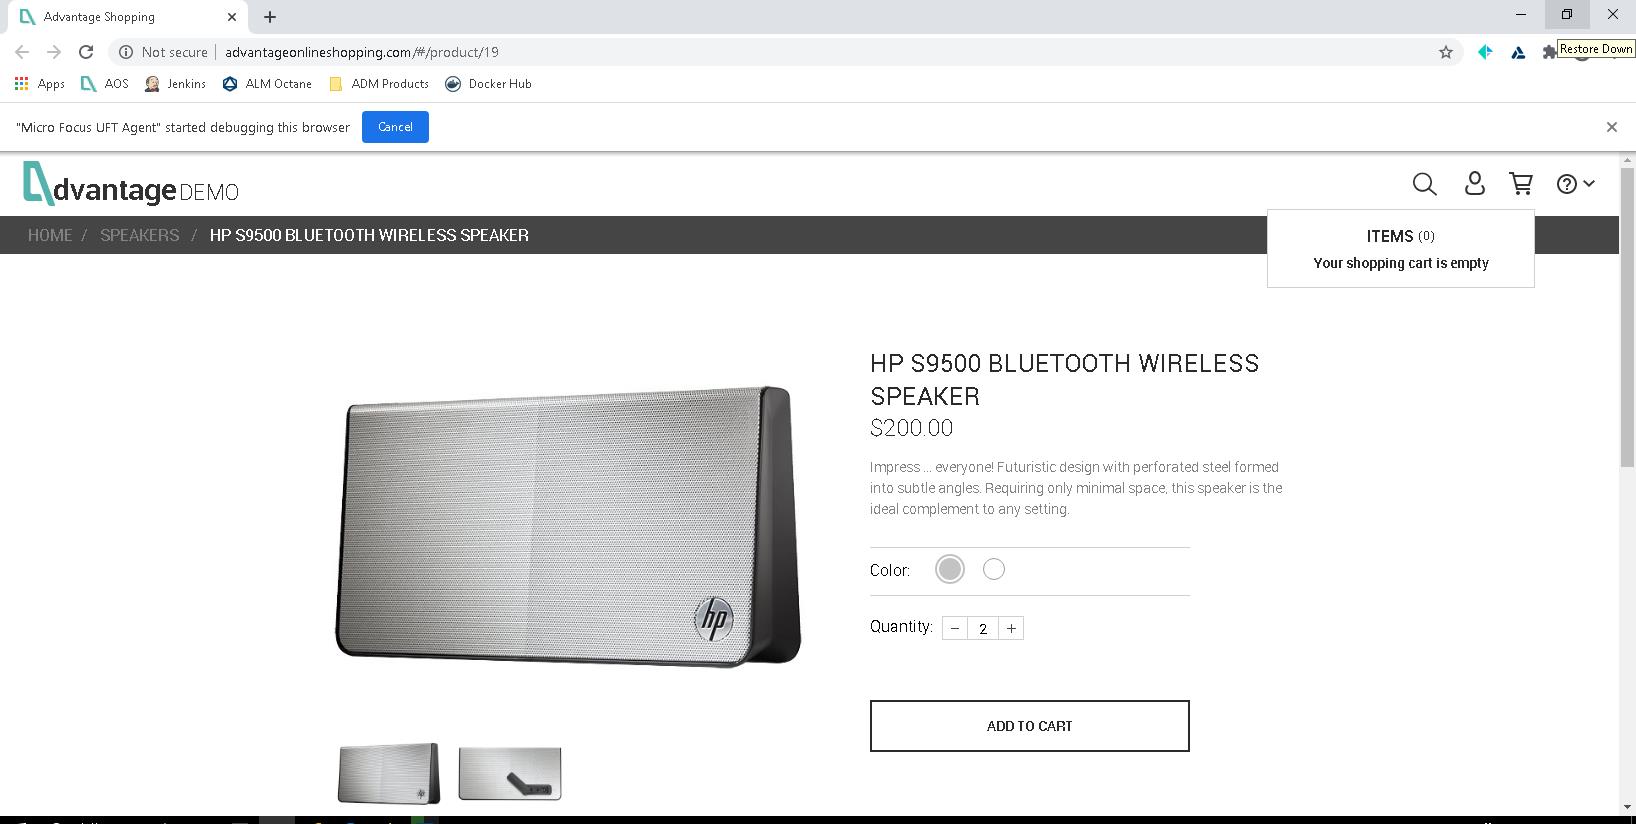 Advantage Shopping
Restore Down
Not secure advantageonlineshopping.com/#/product/19
Apps AOS Jenkins ALM Octane ADM Products Docker Hub
"Micro Focus UFT Agent" started debugging this browser Cancel
dvantage DEMO
HOME / SPEAKERS / HP S9500 BLUETOOTH WIRELESS SPEAKER
ITEMS (0)
Your shopping cart is empty
HP S9500 BLUETOOTH WIRELESS
SPEAKER
$200.00
Impress ... everyone! Futuristic design with perforated steel formed
into subtle angles. Requiring only minimal space, this speaker is the
ideal complement to any setting.
Color:
Quantity: − 2 +
hp
ADD TO CART